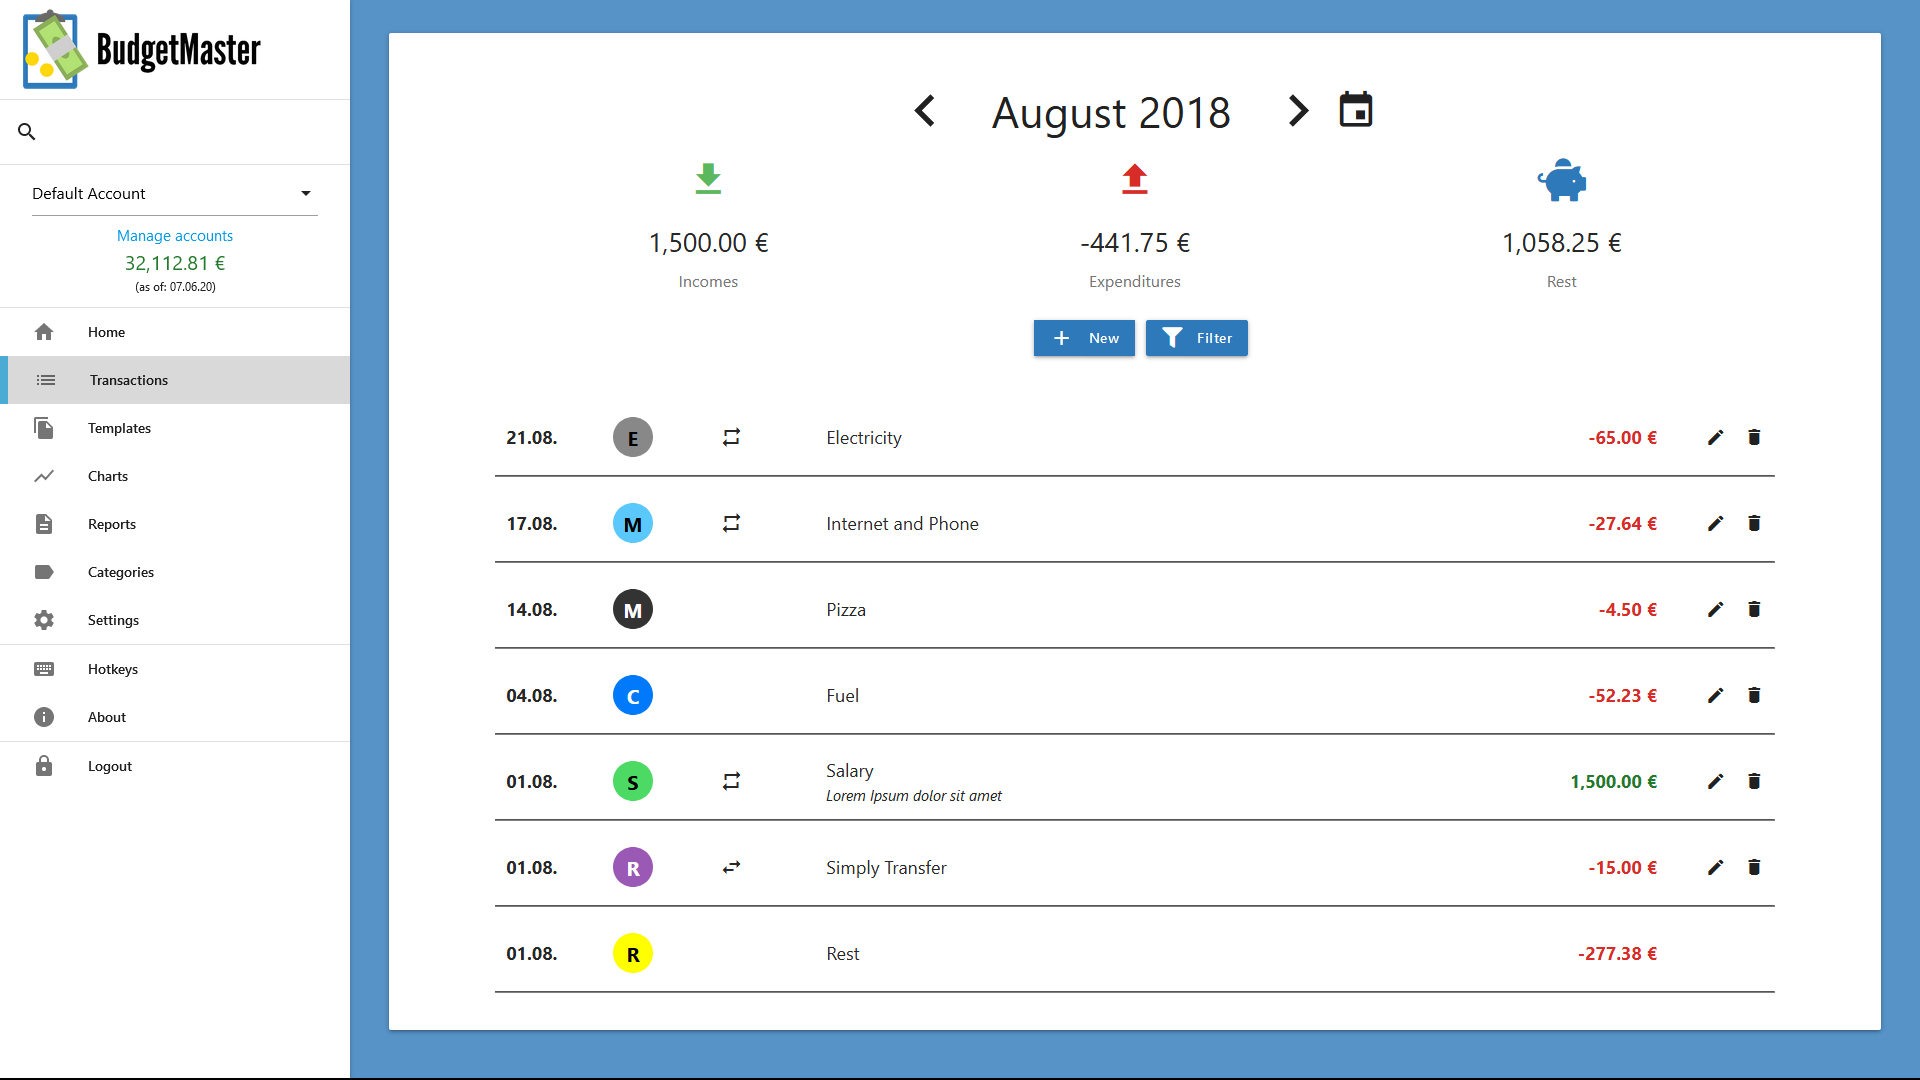 BudgetMaster
Default Account
Manage accounts
32,112.81 €
(as of: 07.06.20)
Home
Transactions
Templates
Charts
Reports
Categories
Settings
Hotkeys
About
Logout
August 2018
1,500.00 € -441.75 € 1,058.25 €
Incomes Expenditures Rest
New Filter
21.08. E Electricity -65.00 €
17.08. M Internet and Phone -27.64 €
14.08. M Pizza -4.50 €
04.08. C Fuel -52.23 €
01.08. S Salary 1,500.00 €
Lorem Ipsum dolor sit amet
01.08. R Simply Transfer -15.00 €
01.08. R Rest -277.38 €